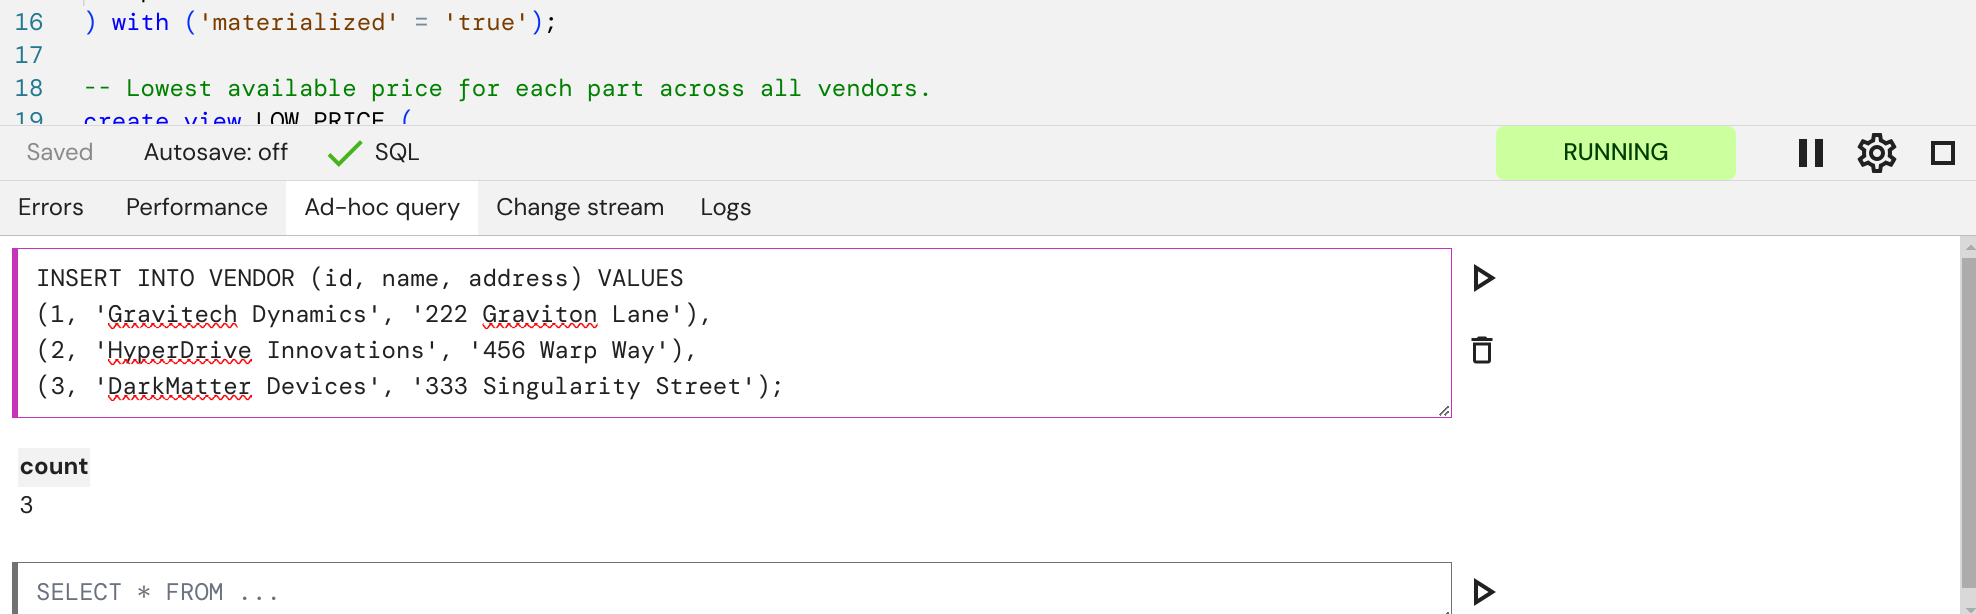 16 ) with ('materialized' = 'true');
17
18 -- Lowest available price for each part across all vendors.
19 create view LOW_PRICE (
Saved Autosave: off SQL RUNNING
Errors Performance Ad-hoc query Change stream Logs
INSERT INTO VENDOR (id, name, address) VALUES
(1, 'Gravitech Dynamics', '222 Graviton Lane'),
(2, 'HyperDrive Innovations', '456 Warp Way'),
(3, 'DarkMatter Devices', '333 Singularity Street');
count
3
SELECT * FROM ...